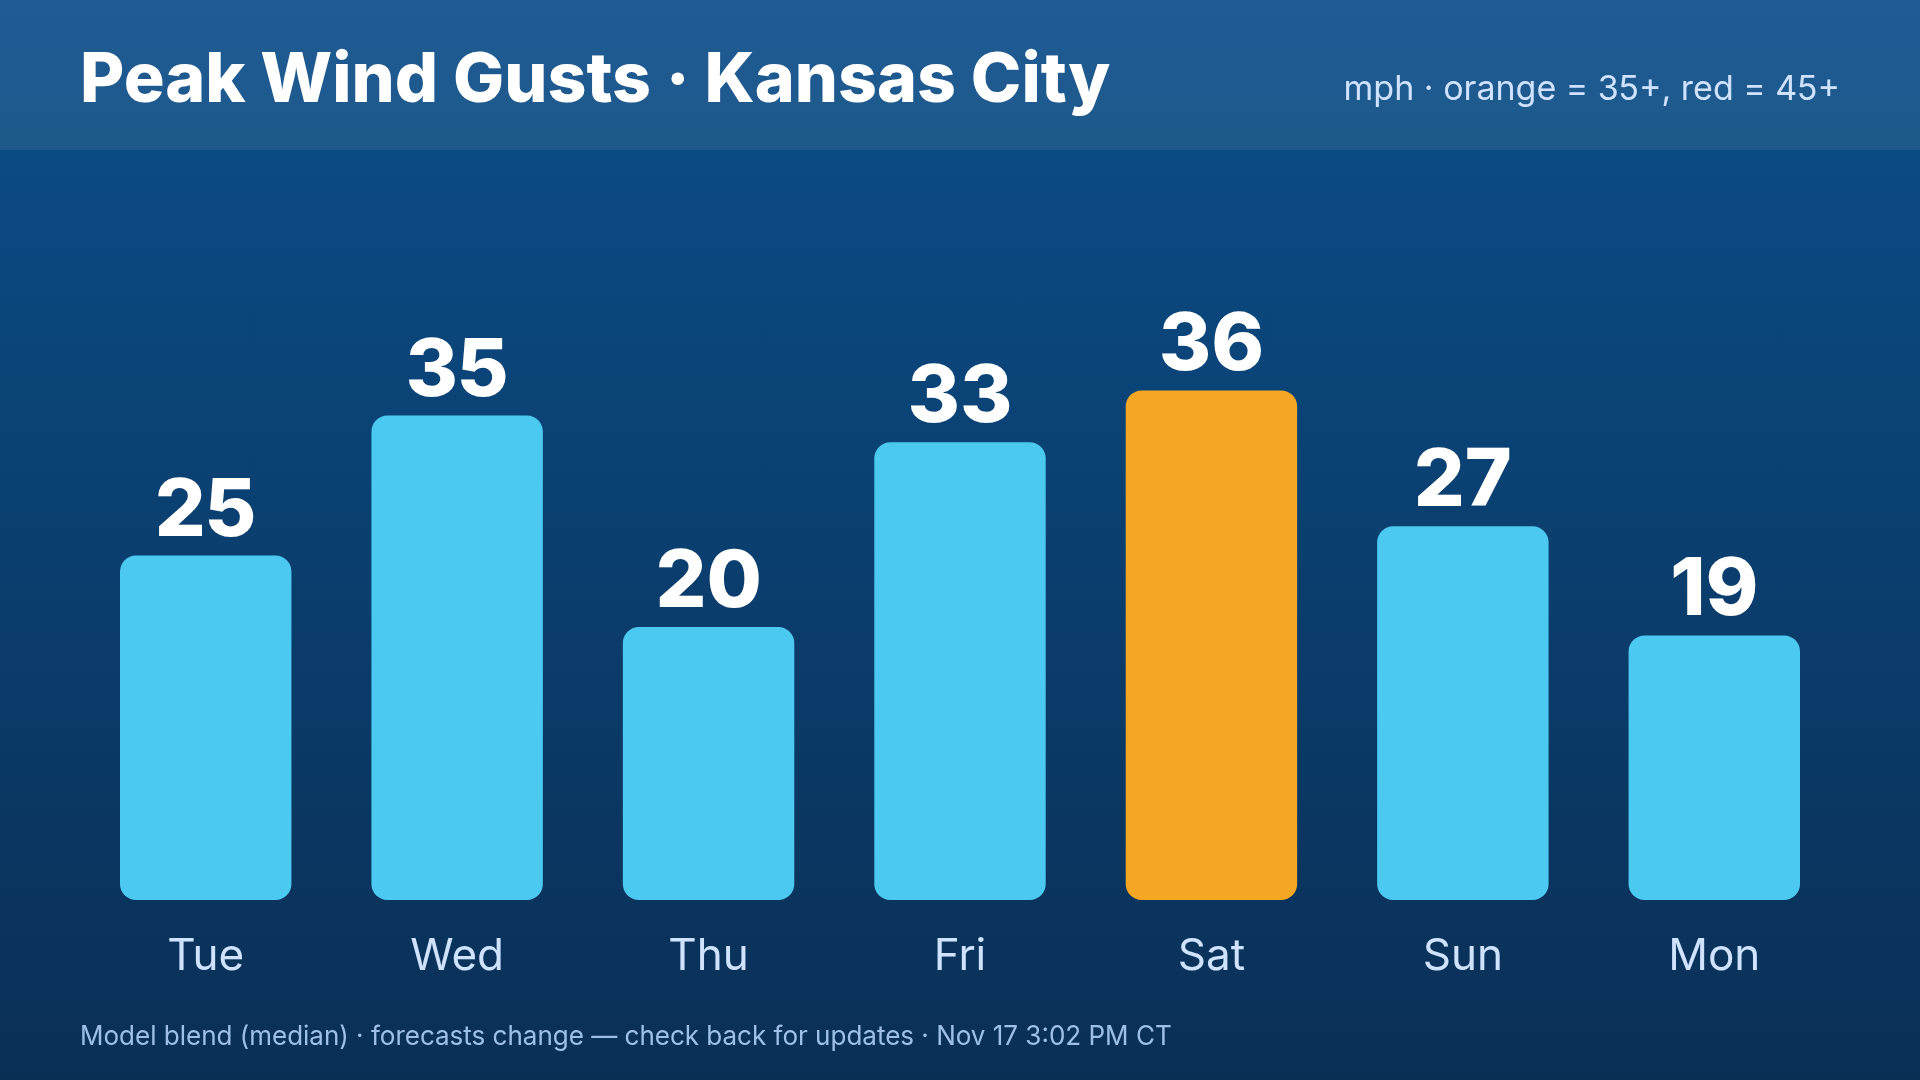 Peak Wind Gusts · Kansas City
mph · orange = 35+, red = 45+
25
35
20
33
36
27
19
Tue
Wed
Thu
Fri
Sat
Sun
Mon
Model blend (median) · forecasts change — check back for updates · Nov 17 3:02 PM CT